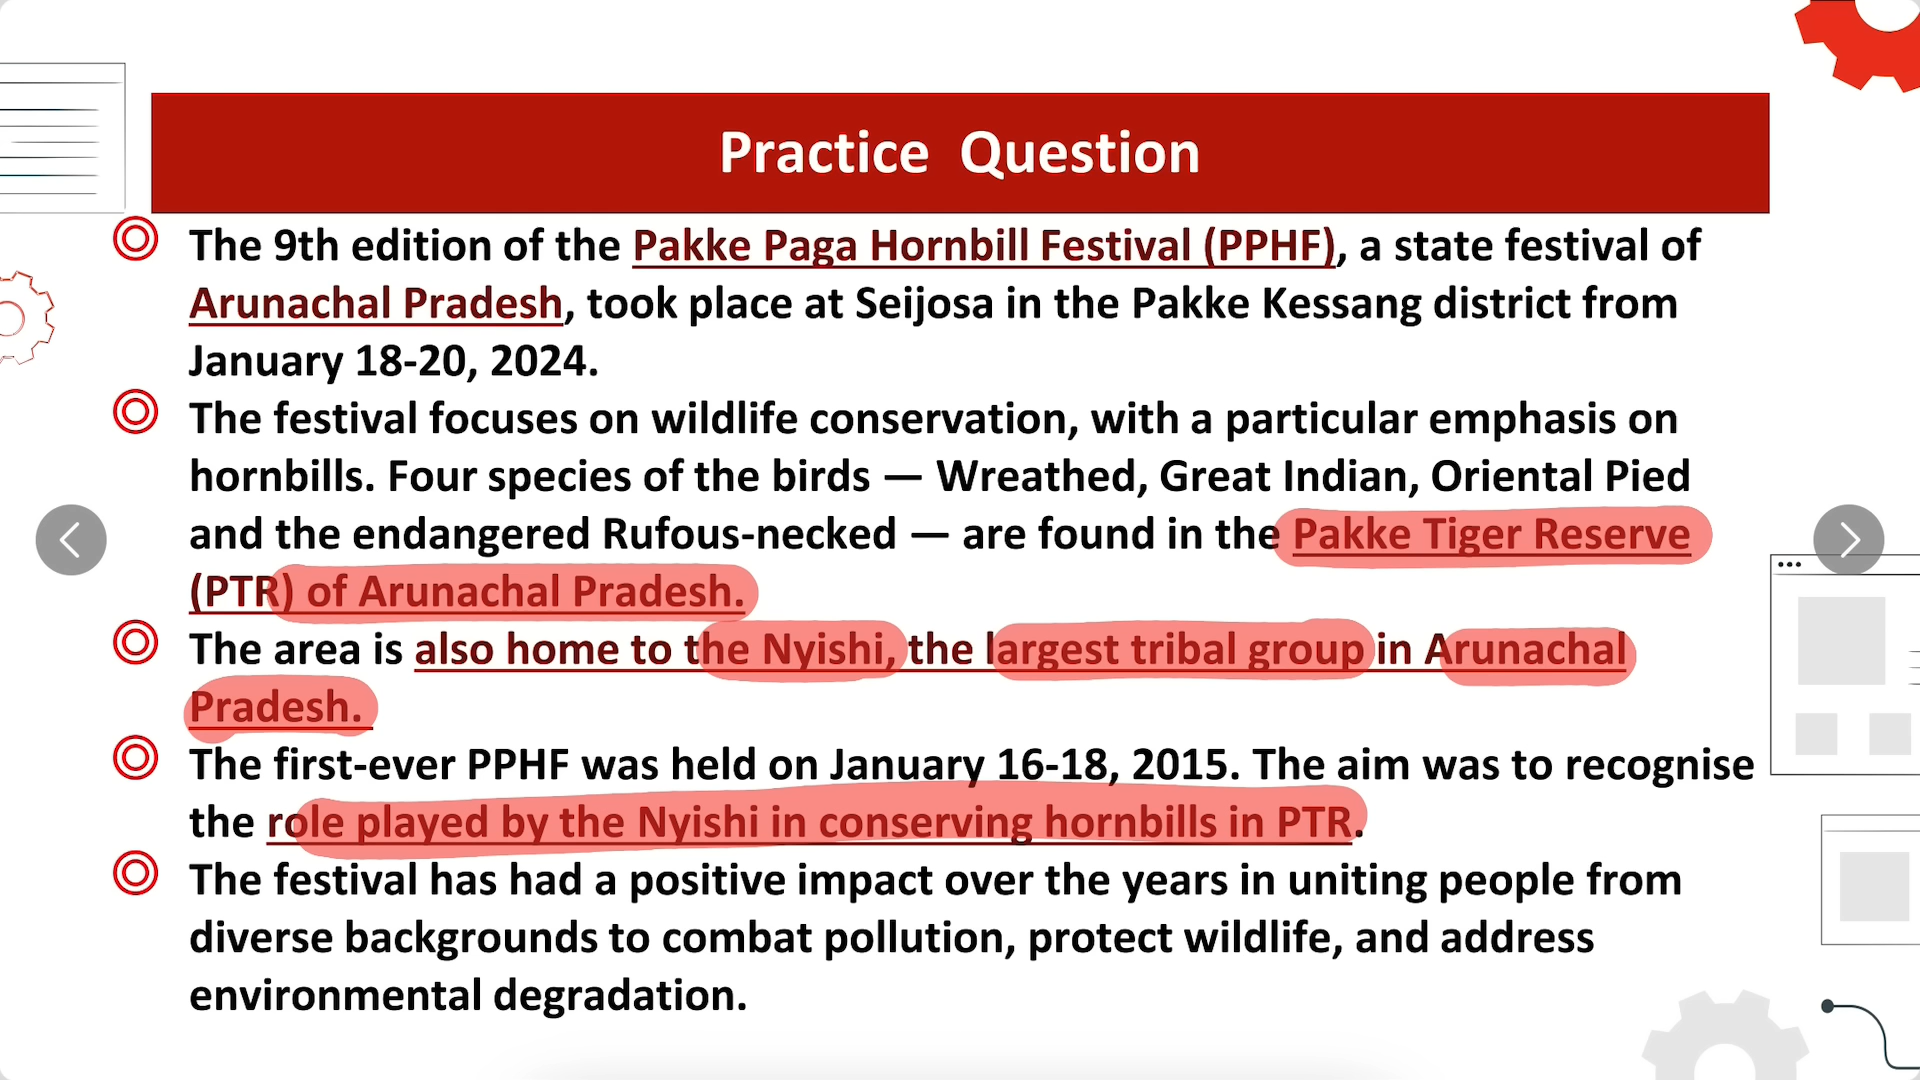 Practice Question
The 9th edition of the Pakke Paga Hornbill Festival (PPHF), a state festival of
Arunachal Pradesh, took place at Seijosa in the Pakke Kessang district from
January 18-20, 2024.
The festival focuses on wildlife conservation, with a particular emphasis on
hornbills. Four species of the birds — Wreathed, Great Indian, Oriental Pied
and the endangered Rufous-necked — are found in the Pakke Tiger Reserve
(PTR) of Arunachal Pradesh.
The area is also home to the Nyishi, the largest tribal group in Arunachal
Pradesh.
The first-ever PPHF was held on January 16-18, 2015. The aim was to recognise
the role played by the Nyishi in conserving hornbills in PTR.
The festival has had a positive impact over the years in uniting people from
diverse backgrounds to combat pollution, protect wildlife, and address
environmental degradation.